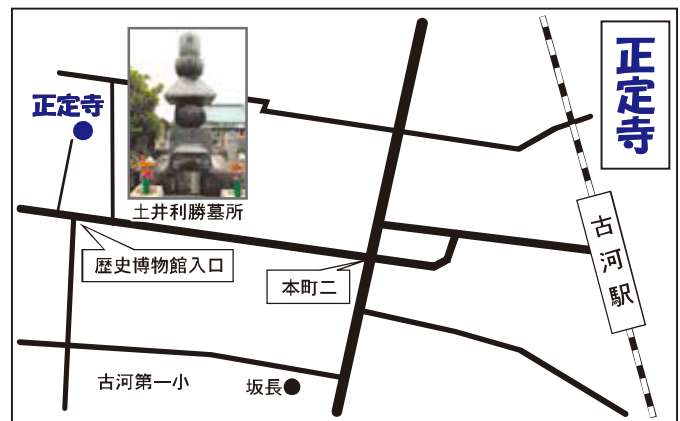 正定寺
正定寺
土井利勝墓所
歴史博物館入口
本町二
古河駅
古河第一小
坂長